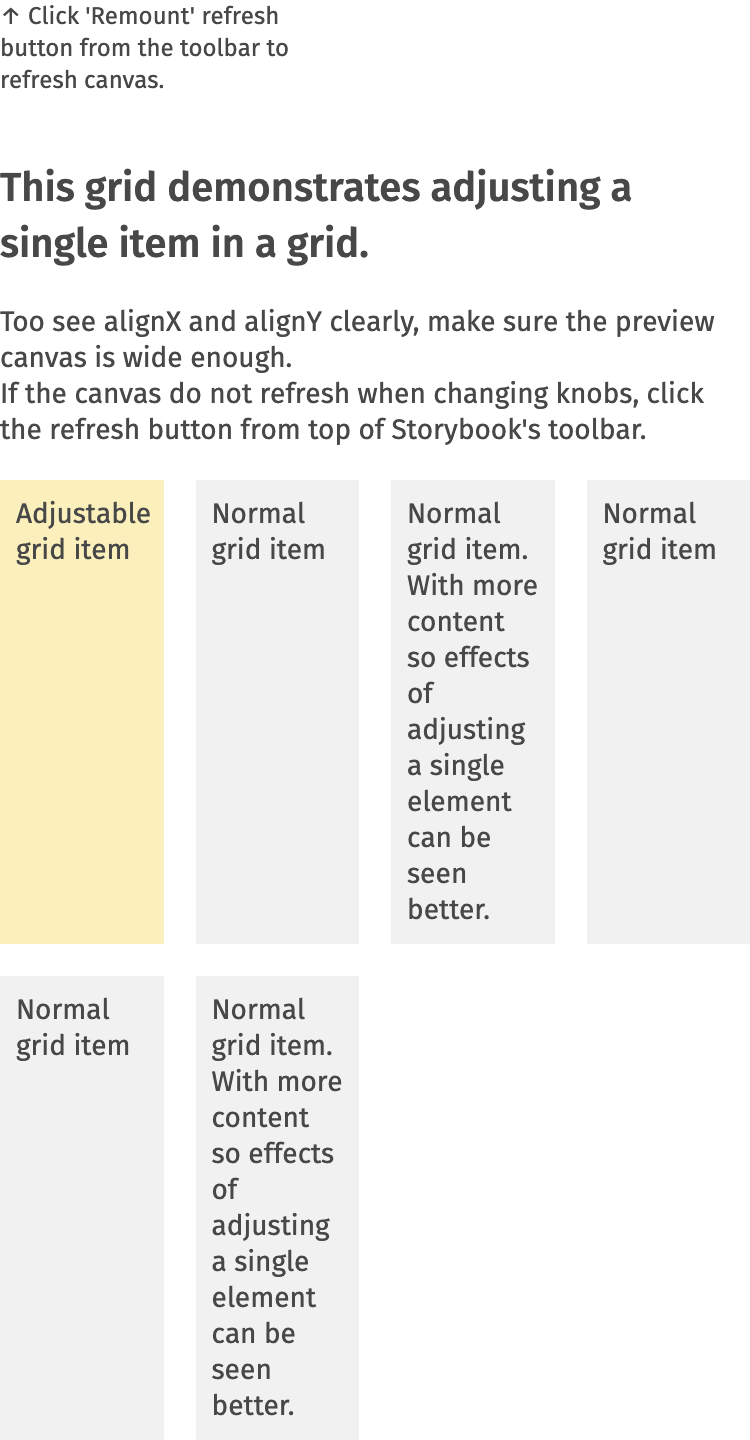 ↑ Click 'Remount' refresh
button from the toolbar to
refresh canvas.
This grid demonstrates adjusting a
single item in a grid.
Too see alignX and alignY clearly, make sure the preview
canvas is wide enough.
If the canvas do not refresh when changing knobs, click
the refresh button from top of Storybook's toolbar.
Adjustable
grid item
Normal
grid item
Normal
grid item.
With more
content
so effects
of
adjusting
a single
element
can be
seen
better.
Normal
grid item
Normal
grid item
Normal
grid item.
With more
content
so effects
of
adjusting
a single
element
can be
seen
better.